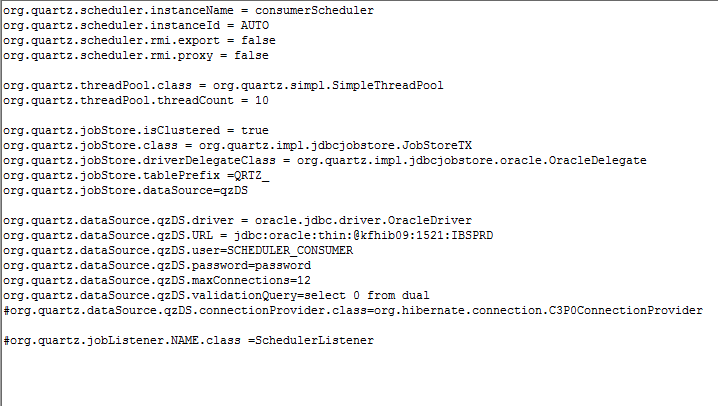 org.quartz.scheduler.instanceName = consumerScheduler
org.quartz.scheduler.instanceId = AUTO
org.quartz.scheduler.rmi.export = false
org.quartz.scheduler.rmi.proxy = false
org.quartz.threadPool.class = org.quartz.simpl.SimpleThreadPool
org.quartz.threadPool.threadCount = 10
org.quartz.jobStore.isClustered = true
org.quartz.jobStore.class = org.quartz.impl.jdbcjobstore.JobStoreTX
org.quartz.jobStore.driverDelegateClass = org.quartz.impl.jdbcjobstore.oracle.OracleDelegate
org.quartz.jobStore.tablePrefix =QRTZ_
org.quartz.jobStore.dataSource=qzDS
org.quartz.dataSource.qzDS.driver = oracle.jdbc.driver.OracleDriver
org.quartz.dataSource.qzDS.URL = jdbc:oracle:thin:@kfhib09:1521:IBSPRD
org.quartz.dataSource.qzDS.user=SCHEDULER_CONSUMER
org.quartz.dataSource.qzDS.password=password
org.quartz.dataSource.qzDS.maxConnections=12
org.quartz.dataSource.qzDS.validationQuery=select 0 from dual
#org.quartz.dataSource.qzDS.connectionProvider.class=org.hibernate.connection.C3P0ConnectionProvider
#org.quartz.jobListener.NAME.class =SchedulerListener